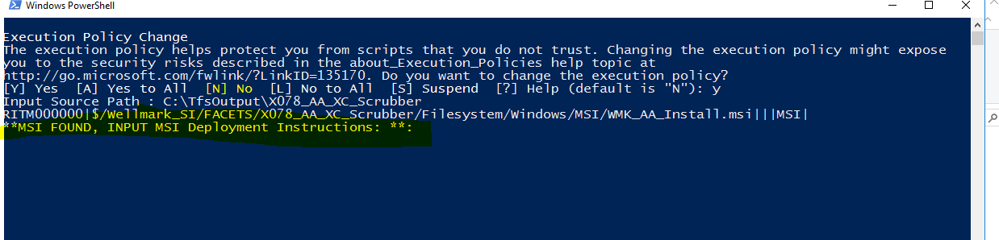 Windows PowerShell
Execution Policy Change
The execution policy helps protect you from scripts that you do not trust. Changing the execution policy might expose
you to the security risks described in the about_Execution_Policies help topic at
http://go.microsoft.com/fwlink/?LinkID=135170. Do you want to change the execution policy?
[Y] Yes  [A] Yes to All  [N] No  [L] No to All  [S] Suspend  [?] Help (default is "N"): y
Input Source Path : C:\TfsOutput\X078_AA_XC_Scrubber
RITM000000|$/Wellmark_SI/FACETS/X078_AA_XC_Scrubber/Filesystem/Windows/MSI/WMK_AA_Install.msi|||MSI|
**MSI FOUND, INPUT MSI Deployment Instructions: **: